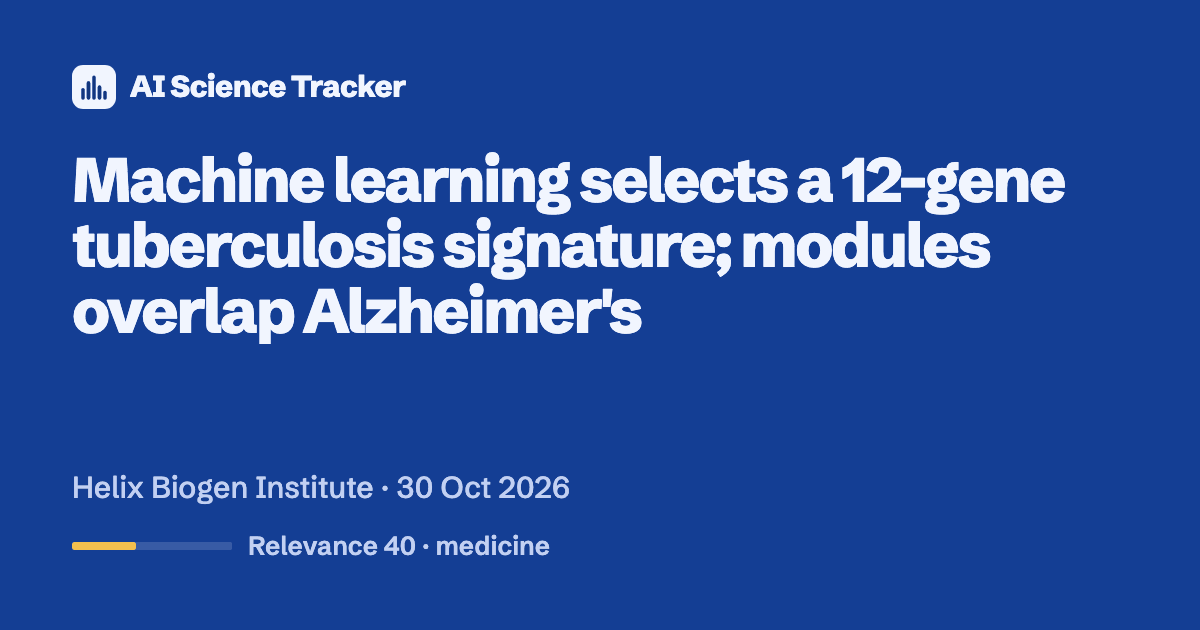 AI Science Tracker
Machine learning selects a 12-gene
tuberculosis signature; modules
overlap Alzheimer's
Helix Biogen Institute · 30 Oct 2026
Relevance 40 · medicine